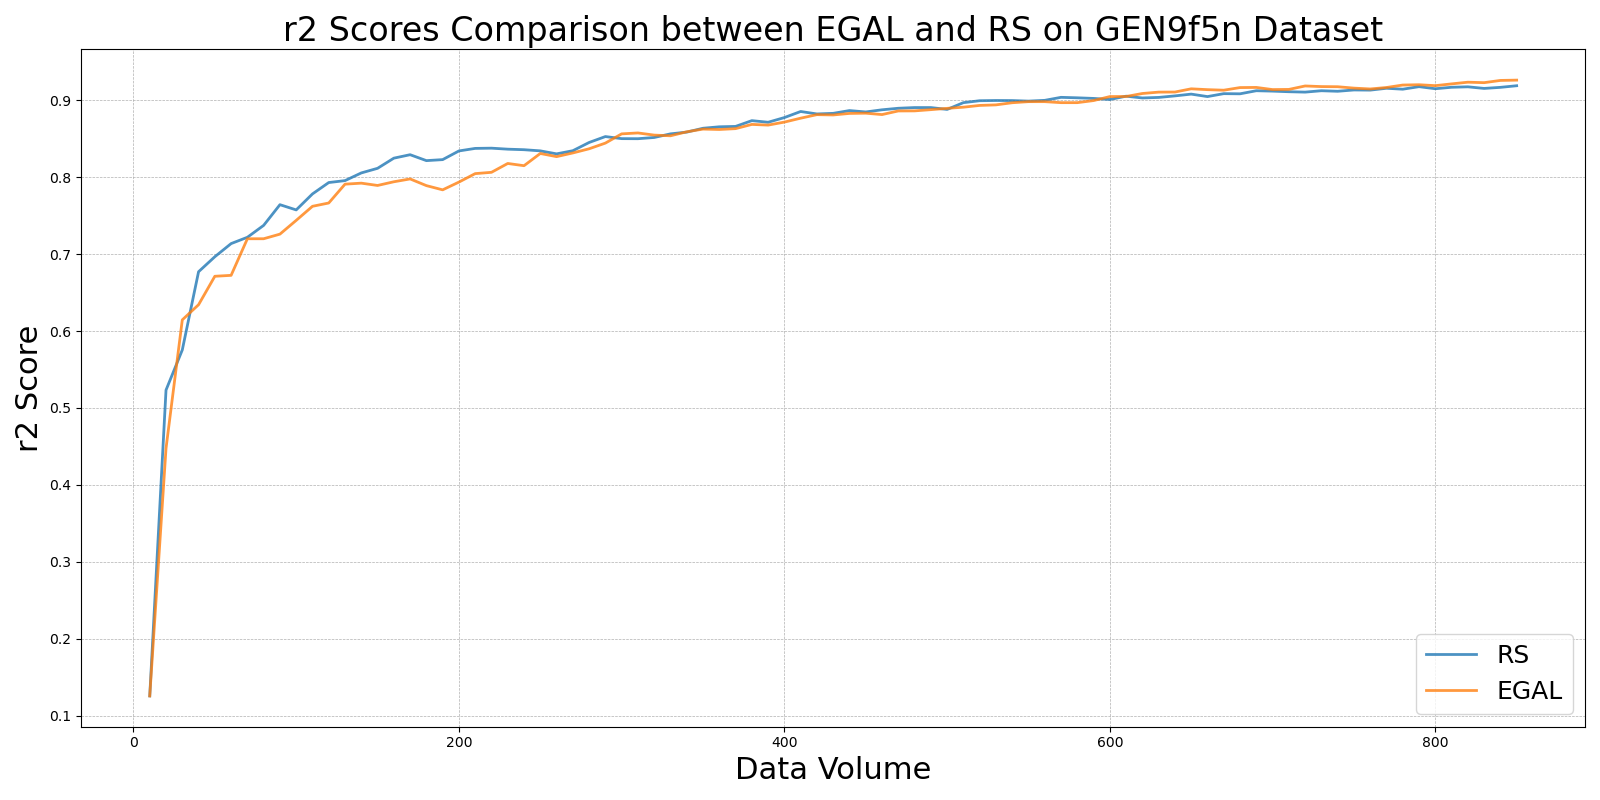 r2 Scores Comparison between EGAL and RS on GEN9f5n Dataset
r2 Score
0.9
0.8
0.7
0.6
0.5
0.4
0.3
0.2
0.1
0
200
400
600
800
Data Volume
RS
EGAL